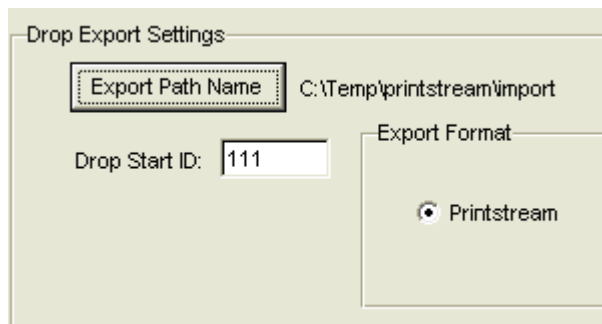 Drop Export Settings
Export Path Name C:\Temp\printstream\import
Export Format
Drop Start ID: 111
Printstream